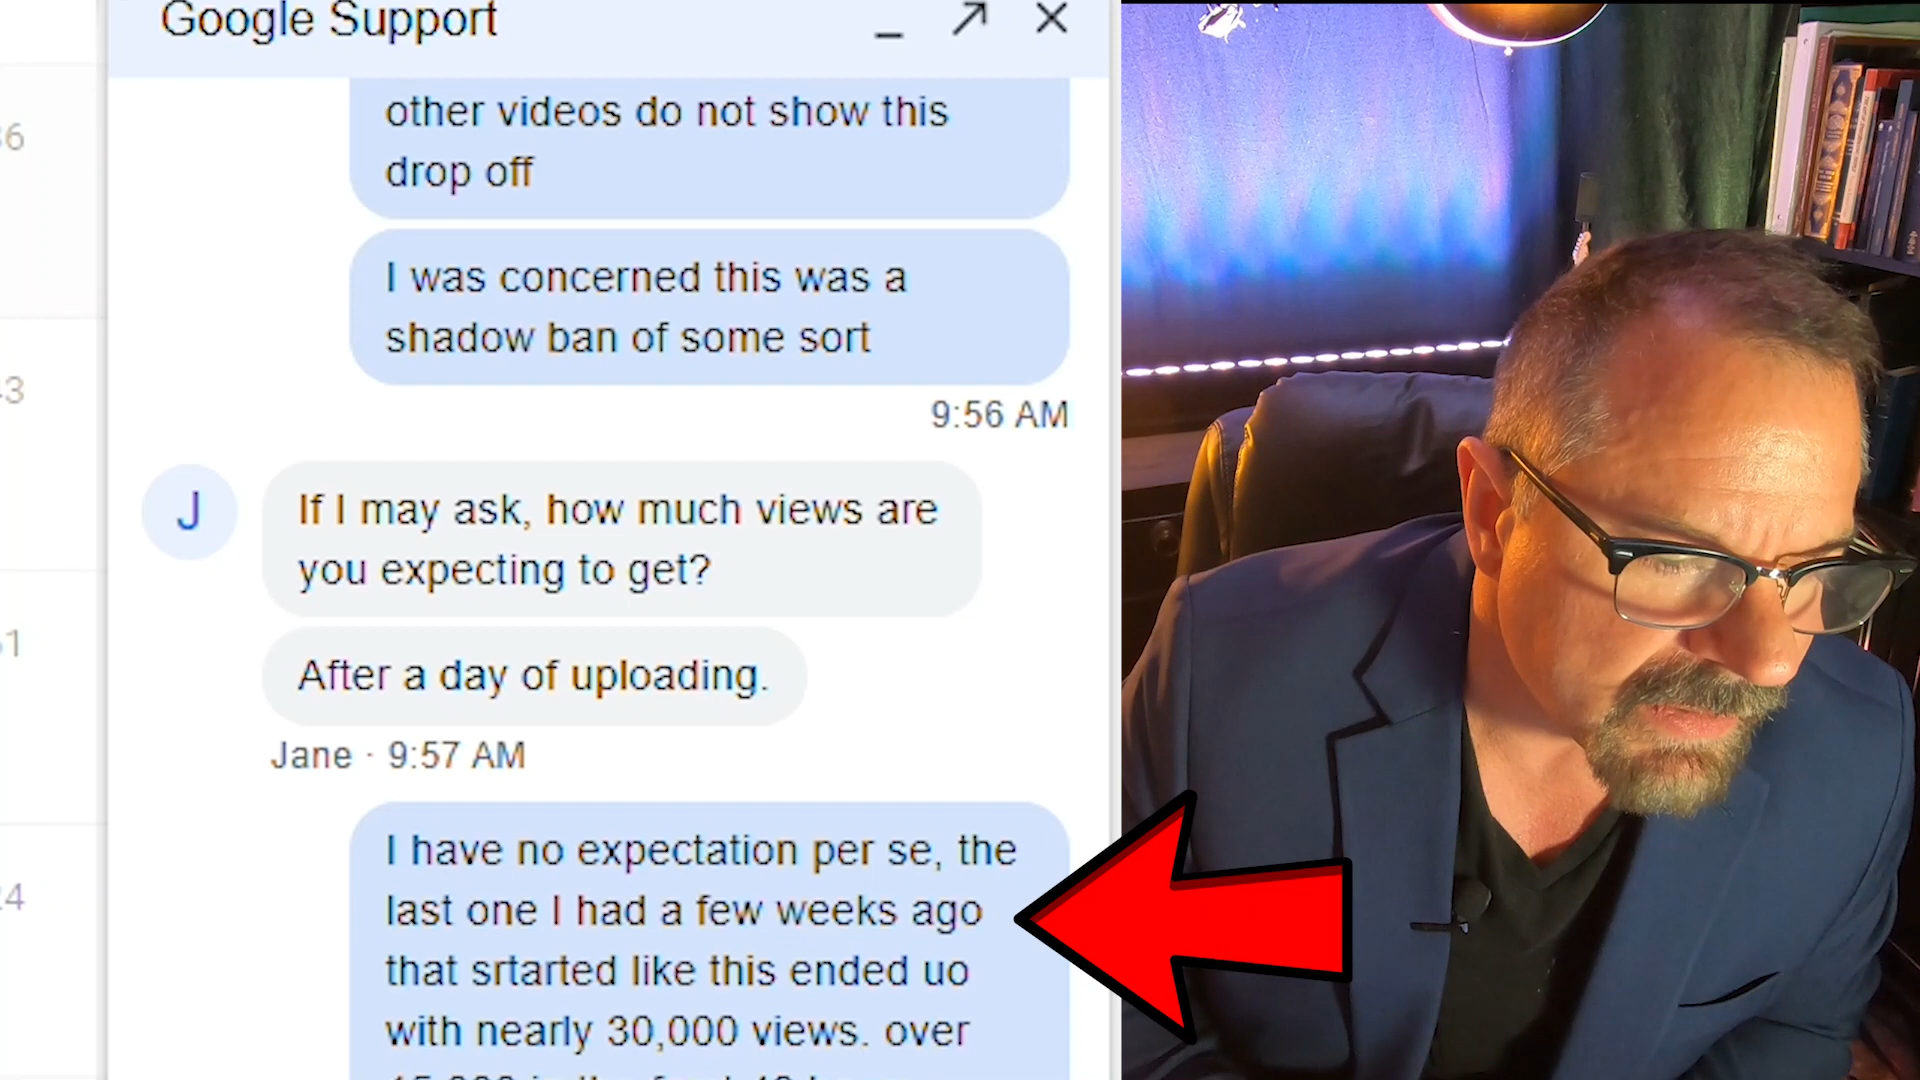 Google Support
other videos do not show this
drop off
I was concerned this was a
shadow ban of some sort
9:56 AM
J
If I may ask, how much views are
you expecting to get?
After a day of uploading.
Jane · 9:57 AM
I have no expectation per se, the
last one I had a few weeks ago
that srtarted like this ended uo
with nearly 30,000 views. over